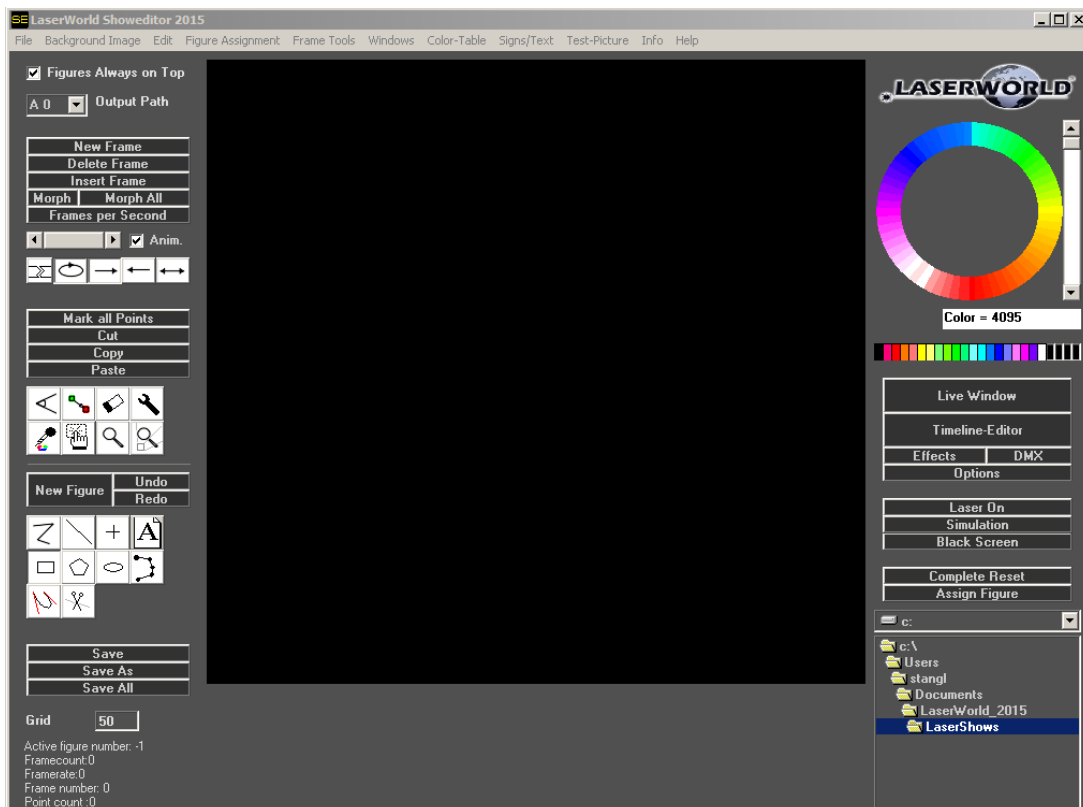 SE LaserWorld Showeditor 2015
File Background Image Edit Figure Assignment Frame Tools Windows Color-Table Signs/Text Test-Picture Info Help
Figures Always on Top
A 0 Output Path
New Frame
Delete Frame
Insert Frame
Morph Morph All
Frames per Second
Anim.
Mark all Points
Cut
Copy
Paste
New Figure
Undo
Redo
A
Save
Save As
Save All
Grid 50
Active figure number: -1
Framecount:0
Framerate:0
Frame number: 0
Point count :0
LASERWORLD
Color = 4095
Live Window
Timeline-Editor
Effects DMX
Options
Laser On
Simulation
Black Screen
Complete Reset
Assign Figure
c:
c:\
Users
stangl
Documents
LaserWorld_2015
LaserShows